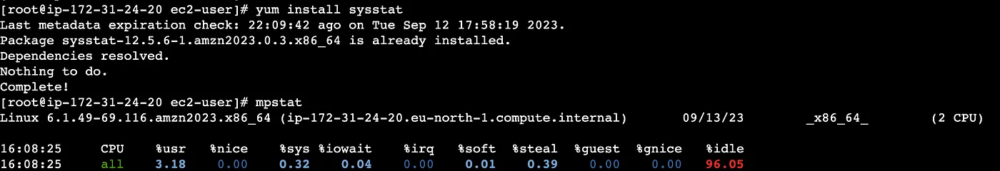 [root@ip-172-31-24-20 ec2-user]# yum install sysstat
Last metadata expiration check: 22:09:42 ago on Tue Sep 12 17:58:19 2023.
Package sysstat-12.5.6-1.amzn2023.0.3.x86_64 is already installed.
Dependencies resolved.
Nothing to do.
Complete!
[root@ip-172-31-24-20 ec2-user]# mpstat
Linux 6.1.49-69.116.amzn2023.x86_64 (ip-172-31-24-20.eu-north-1.compute.internal) 09/13/23 _x86_64_ (2 CPU)
16:08:25 CPU %usr %nice %sys %iowait %irq %soft %steal %guest %gnice %idle
16:08:25 all 3.18 0.00 0.32 0.04 0.00 0.01 0.39 0.00 0.00 96.05